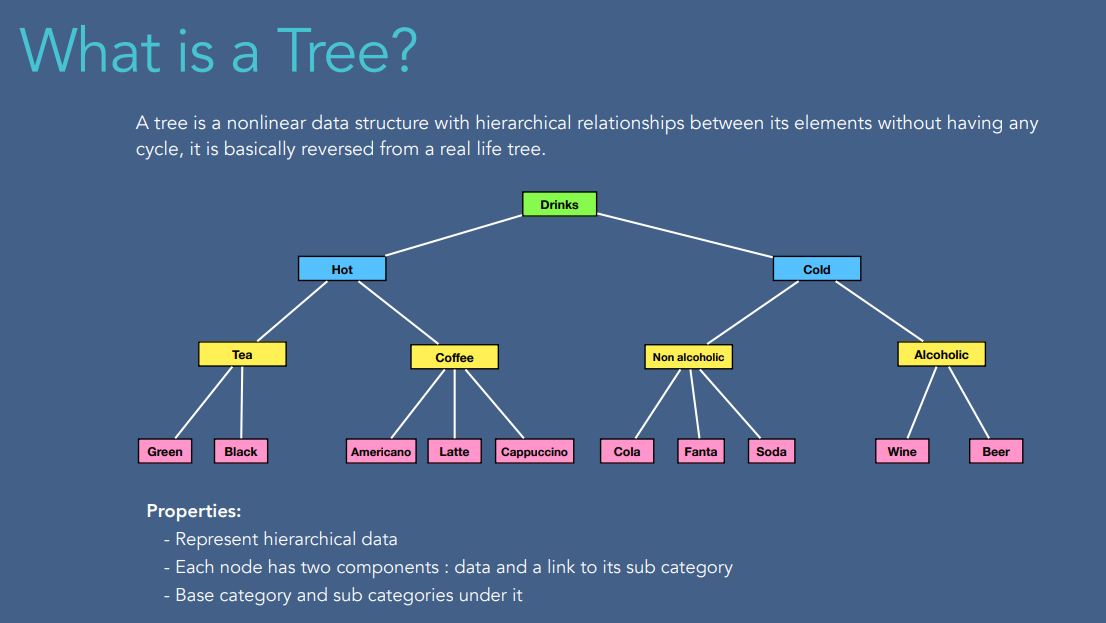 What is a Tree?
A tree is a nonlinear data structure with hierarchical relationships between its elements without having any
cycle, it is basically reversed from a real life tree.
Drinks
Hot
Cold
Tea
Coffee
Non alcoholic
Alcoholic
Green
Black
Americano
Latte
Cappuccino
Cola
Fanta
Soda
Wine
Beer
Properties:
- Represent hierarchical data
- Each node has two components : data and a link to its sub category
- Base category and sub categories under it